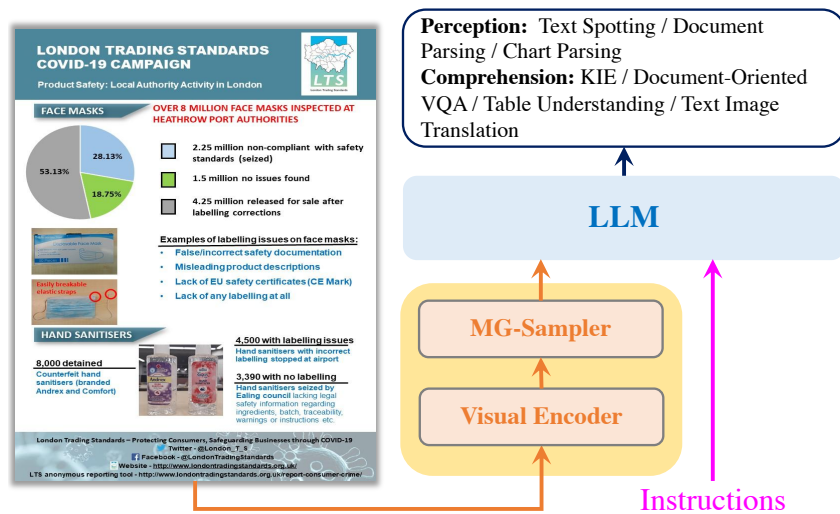 LONDON TRADING STANDARDS
COVID-19 CAMPAIGN
Product Safety: Local Authority Activity in London
LTS
London Trading Standards
FACE MASKS
OVER 8 MILLION FACE MASKS INSPECTED AT
HEATHROW PORT AUTHORITIES
28.13%
53.13%
18.75%
2.25 million non-compliant with safety
standards (seized)
1.5 million no issues found
4.25 million released for sale after
labelling corrections
Easily breakable
elastic straps
Examples of labelling issues on face masks:
• False/incorrect safety documentation
• Misleading product descriptions
• Lack of EU safety certificates (CE Mark)
• Lack of any labelling at all
HAND SANITISERS
8,000 detained
Counterfeit hand
sanitisers (branded
Andrex and Comfort)
Andrex
4,500 with labelling issues
Hand sanitisers with incorrect
labelling stopped at airport
3,390 with no labelling
Hand sanitisers seized by
Ealing council lacking legal
safety information regarding
ingredients, batch, traceability,
warnings or instructions etc.
London Trading Standards – Protecting Consumers, Safeguarding Businesses through COVID-19
Twitter - @London_T_S
Facebook - @LondonTradingStandards
Website - http://www.londontradingstandards.org.uk/
LTS anonymous reporting tool - http://www.londontradingstandards.org.uk/report-consumer-crime/
Perception: Text Spotting / Document
Parsing / Chart Parsing
Comprehension: KIE / Document-Oriented
VQA / Table Understanding / Text Image
Translation
LLM
MG-Sampler
Visual Encoder
Instructions